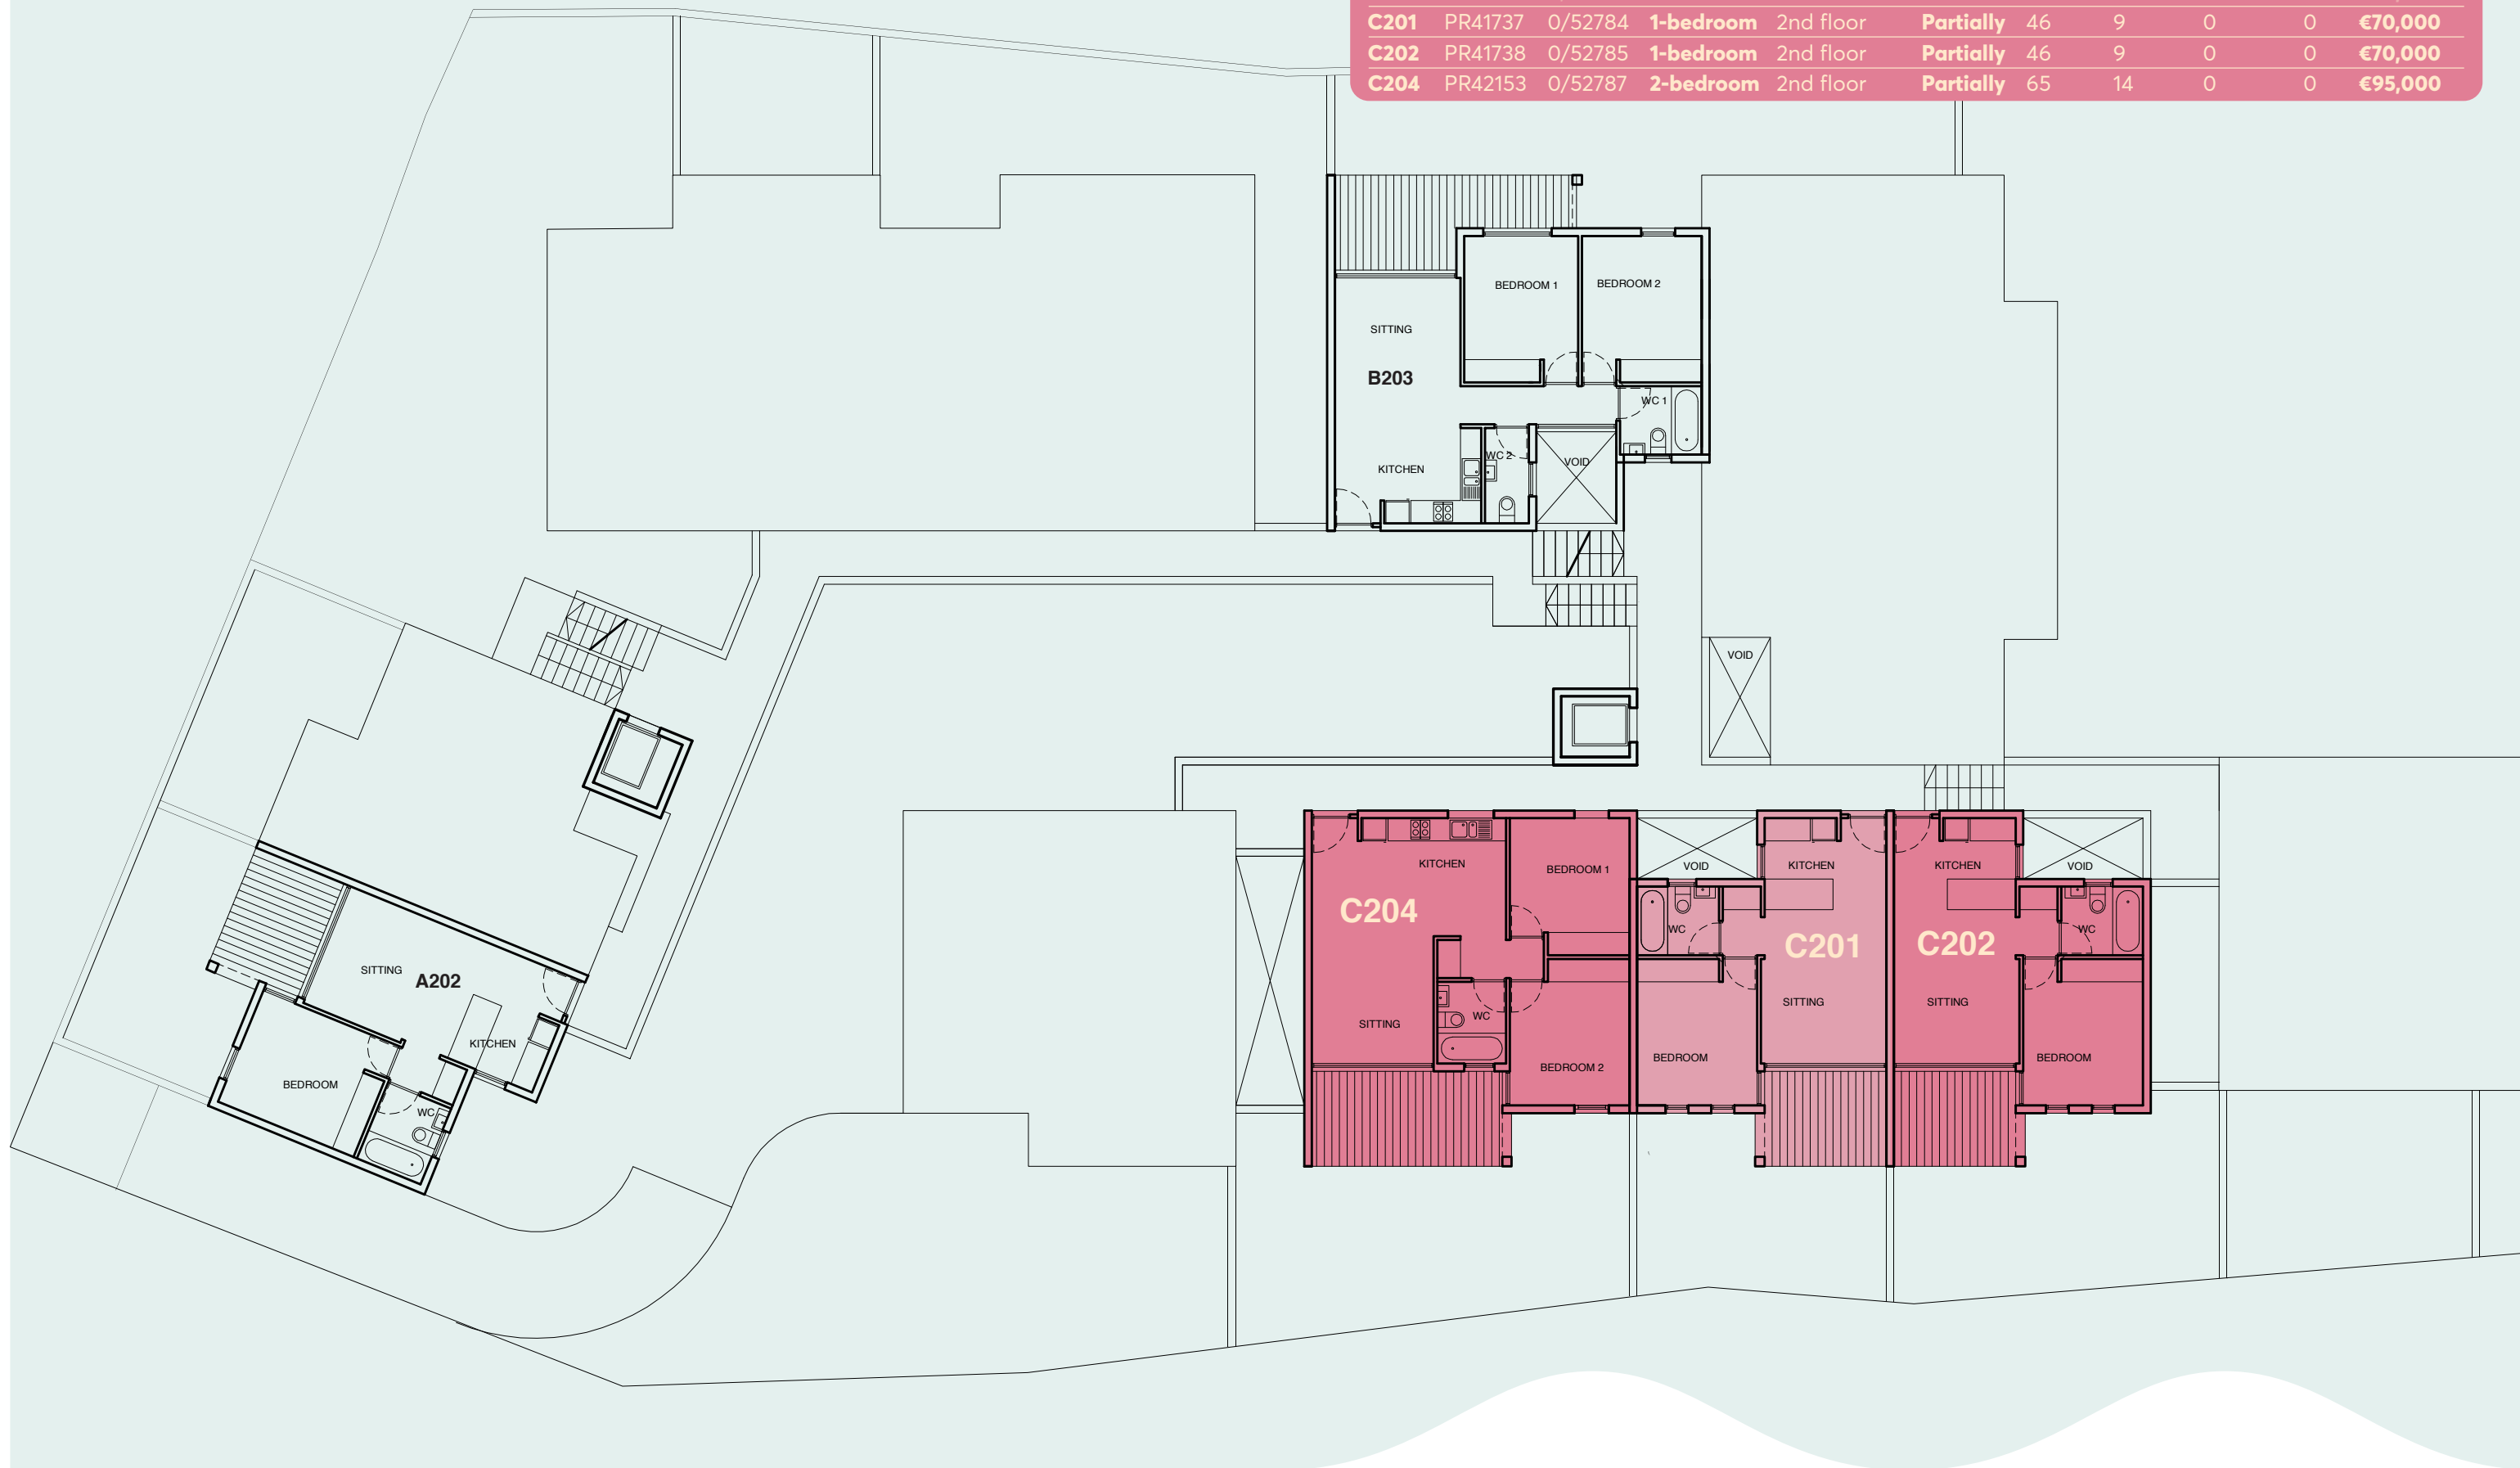 C201 PR41737 0/52784 1-bedroom 2nd floor Partially 46 9 0 0 €70,000
C202 PR41738 0/52785 1-bedroom 2nd floor Partially 46 9 0 0 €70,000
C204 PR42153 0/52787 2-bedroom 2nd floor Partially 65 14 0 0 €95,000
BEDROOM 1
BEDROOM 2
SITTING
B203
WC 1
WC 2
VOID
KITCHEN
VOID
KITCHEN
BEDROOM 1
VOID
KITCHEN
KITCHEN
VOID
C204
WC
C201
C202
WC
SITTING
A202
SITTING
SITTING
SITTING
WC
KITCHEN
BEDROOM
BEDROOM
BEDROOM
BEDROOM 2
WC